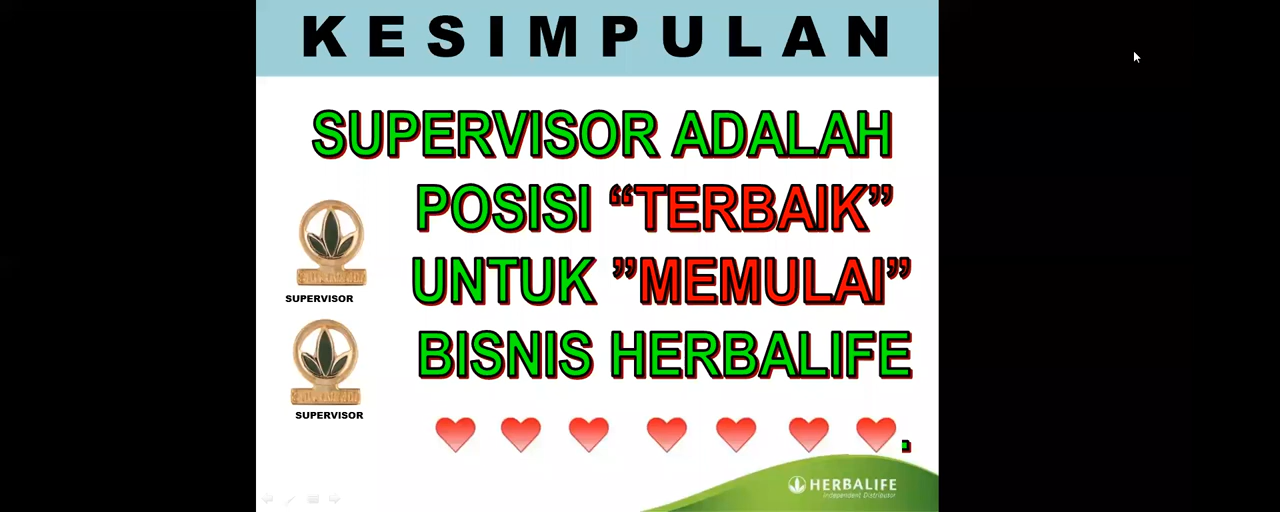 KESIMPULAN
SUPERVISOR ADALAH
POSISI “TERBAIK”
UNTUK ”MEMULAI”
BISNIS HERBALIFE
SUPERVISOR
SUPERVISOR
HERBALIFE
Independent Distributor